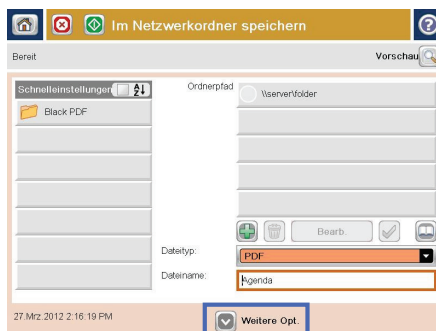 Im Netzwerkordner speichern
Bereit
Vorschau
Schnelleinstellungen
Black PDF
Ordnerpfad
\\server\folder
Bearb.
Dateityp:
PDF
Dateiname:
Agenda
27.Mrz.2012 2:16:19 PM
Weitere Opt.